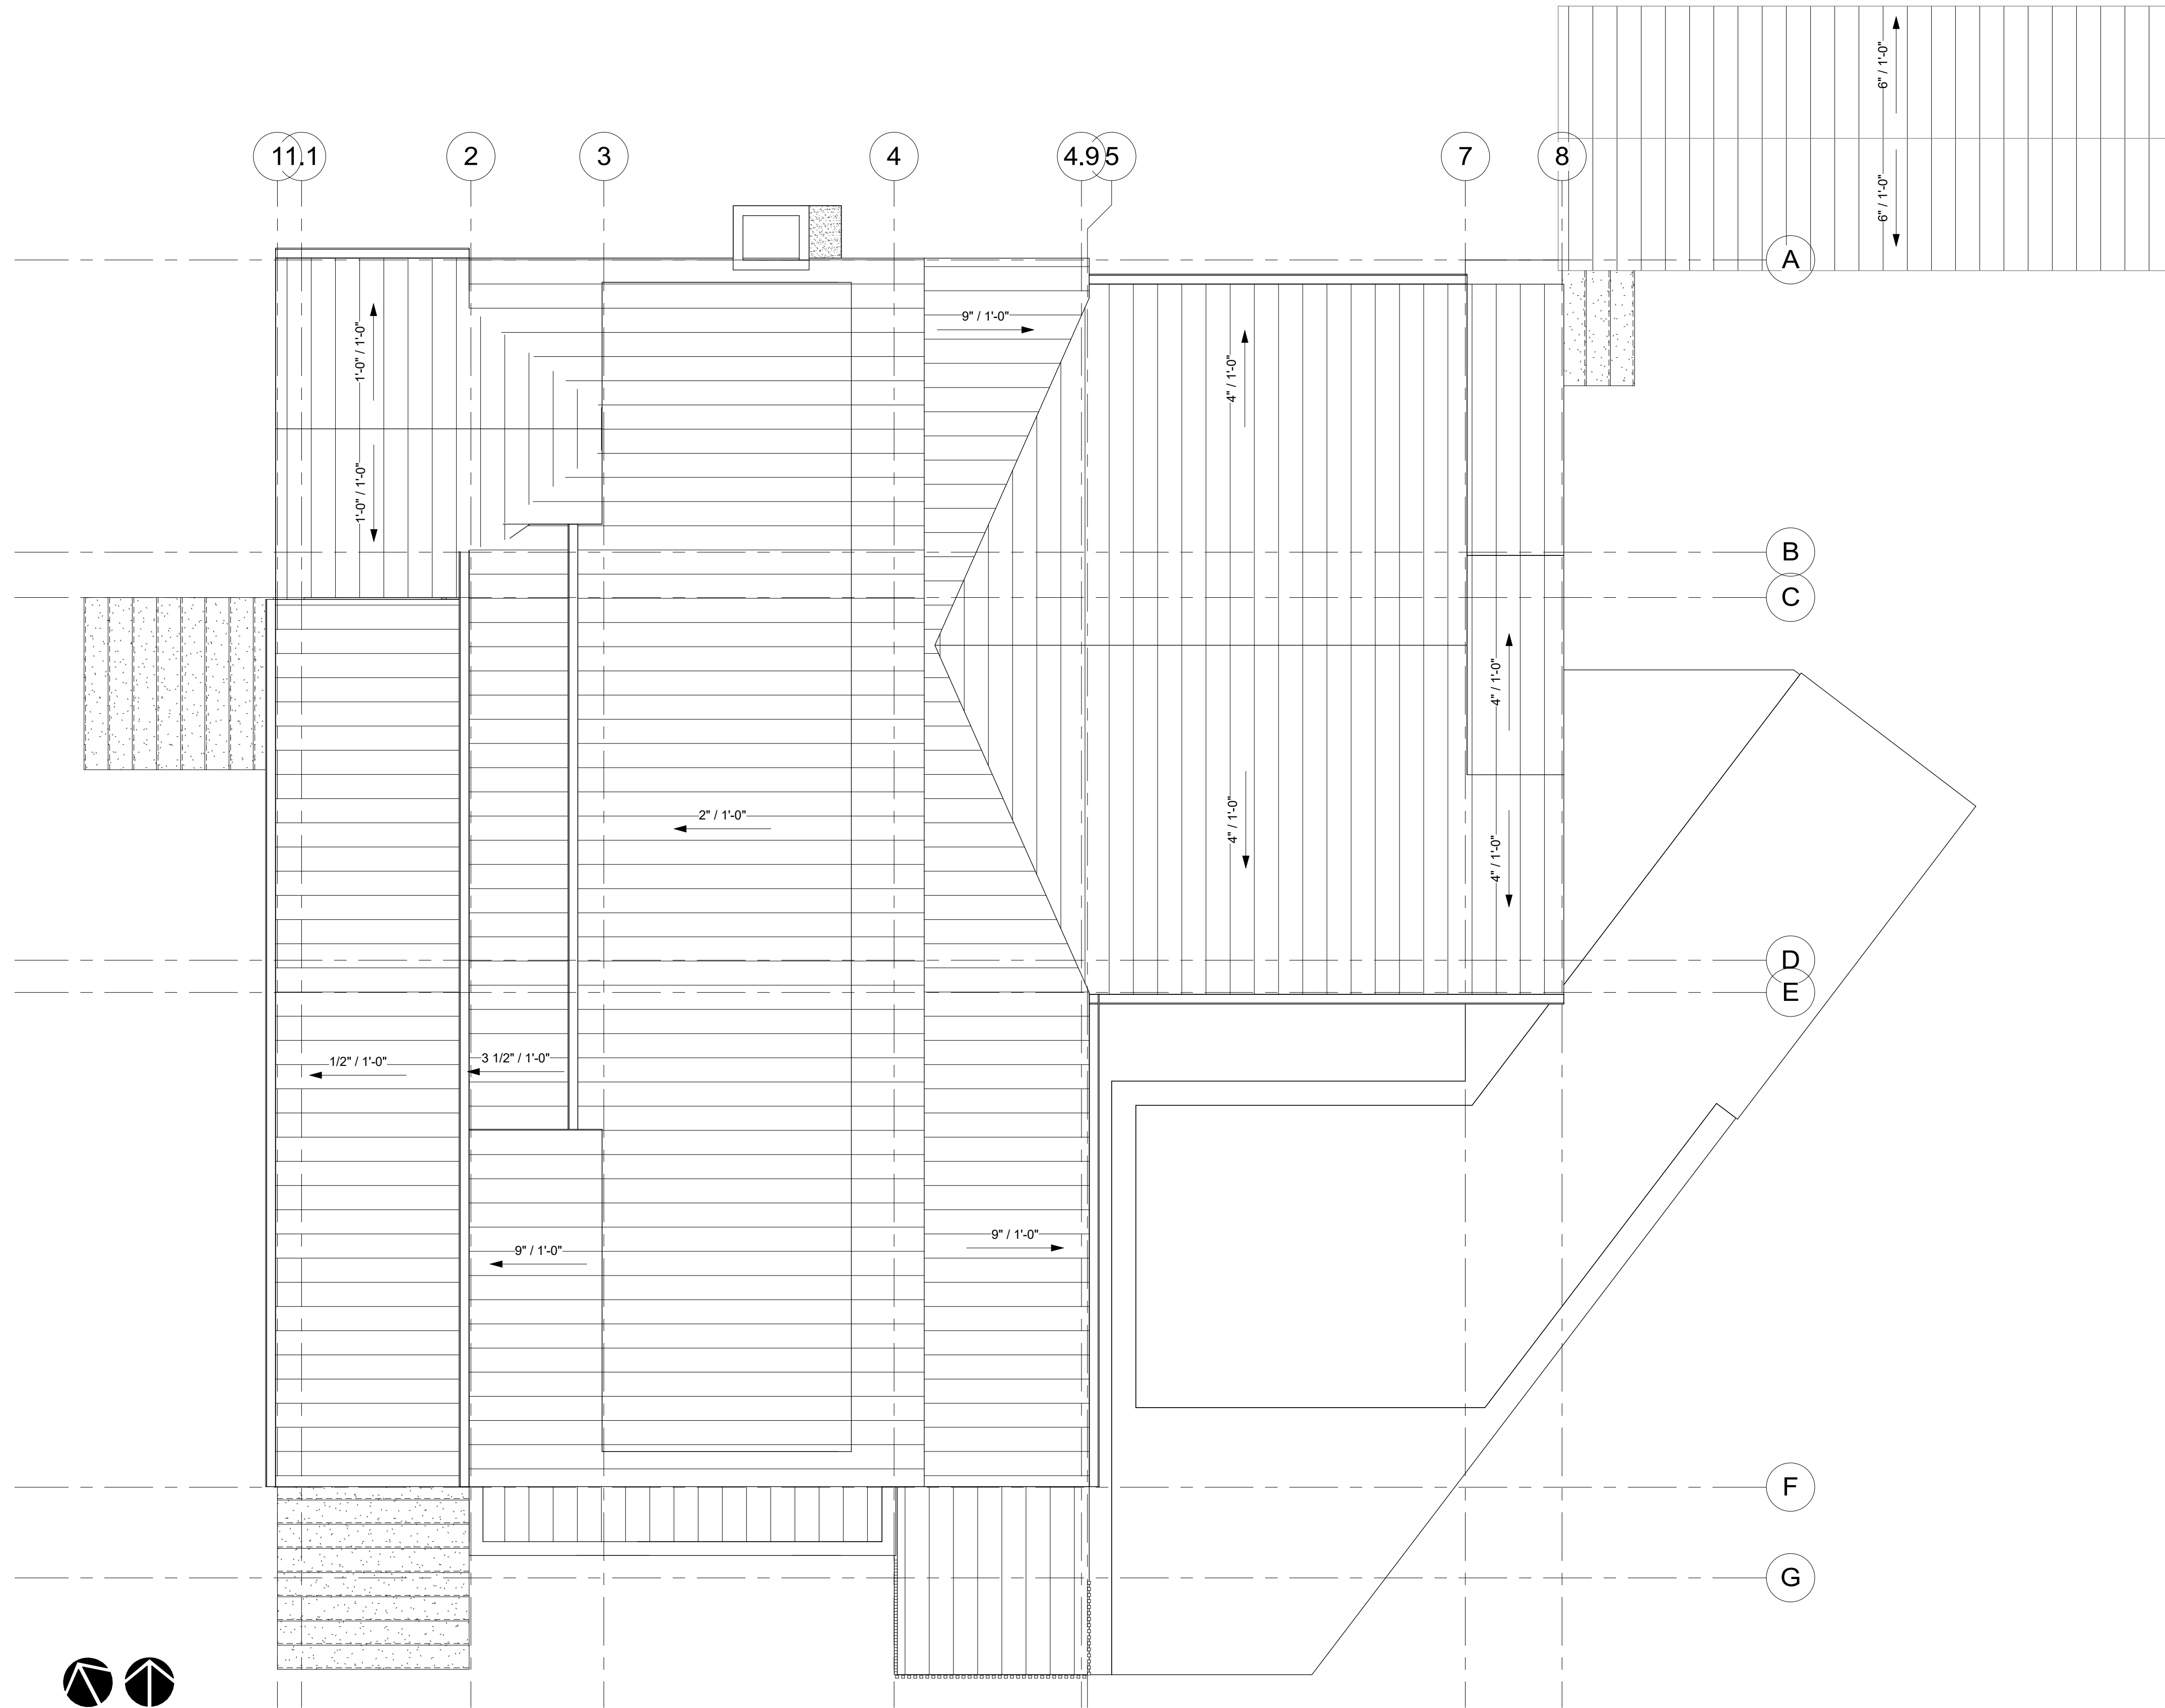 6" / 1'-0"
1
1.1
2
3
4
4.9
5
7
8
6" / 1'-0"
A
9" / 1'-0"
1'-0" / 1'-0"
4" / 1'-0"
1'-0" / 1'-0"
B
C
4" / 1'-0"
2" / 1'-0"
4" / 1'-0"
4" / 1'-0"
D
E
1/2" / 1'-0"
3 1/2" / 1'-0"
9" / 1'-0"
9" / 1'-0"
F
G